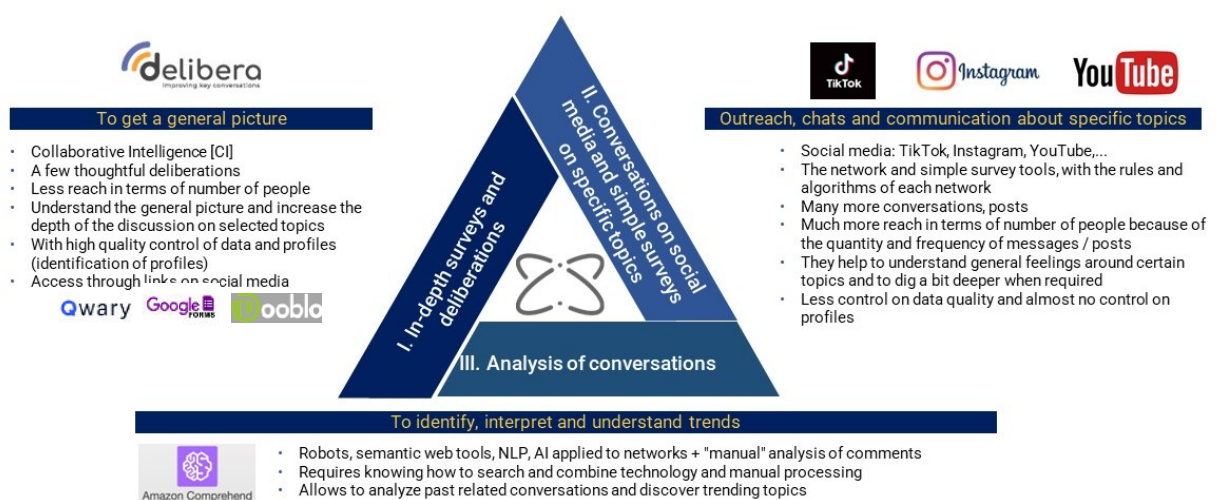 delibera
improving key conversations
To get a general picture
Collaborative Intelligence [CI]
A few thoughtful deliberations
Less reach in terms of number of people
Understand the general picture and increase the
depth of the discussion on selected topics
With high quality control of data and profiles
(identification of profiles)
Access through links on social media
Qwary
Google
FORMS
Dooblo
I. In-depth surveys and
deliberations
II. Conversations on social
media and simple surveys
on specific topics
III. Analysis of conversations
TikTok
Instagram
YouTube
Outreach, chats and communication about specific topics
Social media: TikTok, Instagram, YouTube,...
The network and simple survey tools, with the rules and
algorithms of each network
Many more conversations, posts
Much more reach in terms of number of people because of
the quantity and frequency of messages / posts
They help to understand general feelings around certain
topics and to dig a bit deeper when required
Less control on data quality and almost no control on
profiles
To identify, interpret and understand trends
Amazon Comprehend
Robots, semantic web tools, NLP, AI applied to networks + "manual" analysis of comments
Requires knowing how to search and combine technology and manual processing
Allows to analyze past related conversations and discover trending topics